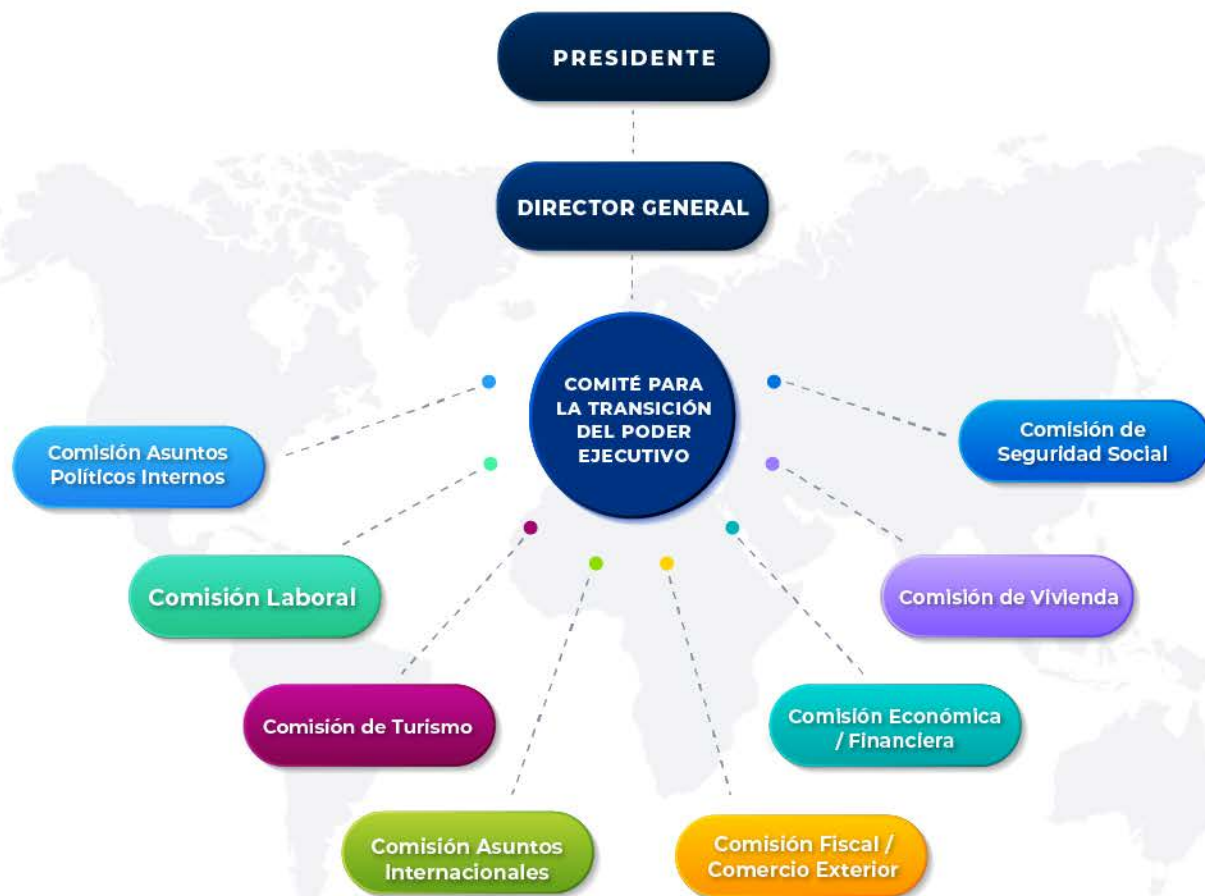 PRESIDENTE
DIRECTOR GENERAL
COMITÉ PARA
LA TRANSICIÓN
DEL PODER
EJECUTIVO
Comisión Asuntos
Políticos Internos
Comisión de
Seguridad Social
Comisión Laboral
Comisión de Vivienda
Comisión de Turismo
Comisión Económica
/ Financiera
Comisión Asuntos
Internacionales
Comisión Fiscal /
Comercio Exterior